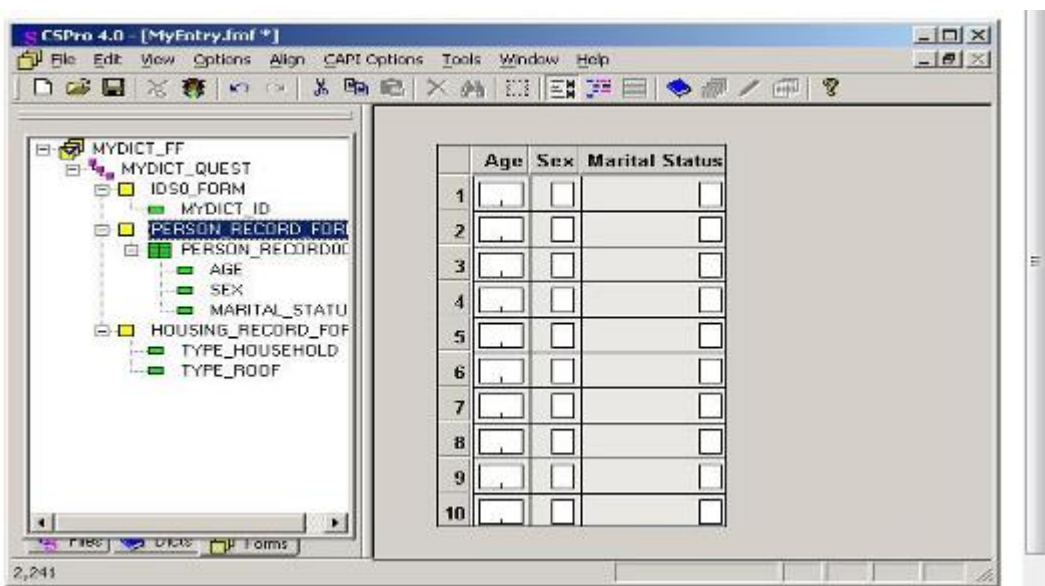 CSPro 4.0 - [MyEntry.fmf *]
File Edit View Options Align CAPI Options Tools Window Help
MYDICT_FF
MYDICT_QUEST
IDS0_FORM
MYDICT_ID
PERSON_RECORD_FORI
PERSON_RECORD00
AGE
SEX
MARITAL_STATU
HOUSING_RECORD_FOF
TYPE_HOUSEHOLD
TYPE_ROOF
Age Sex Marital Status
1
2
3
4
5
6
7
8
9
10
Files Dicts Forms
2,241